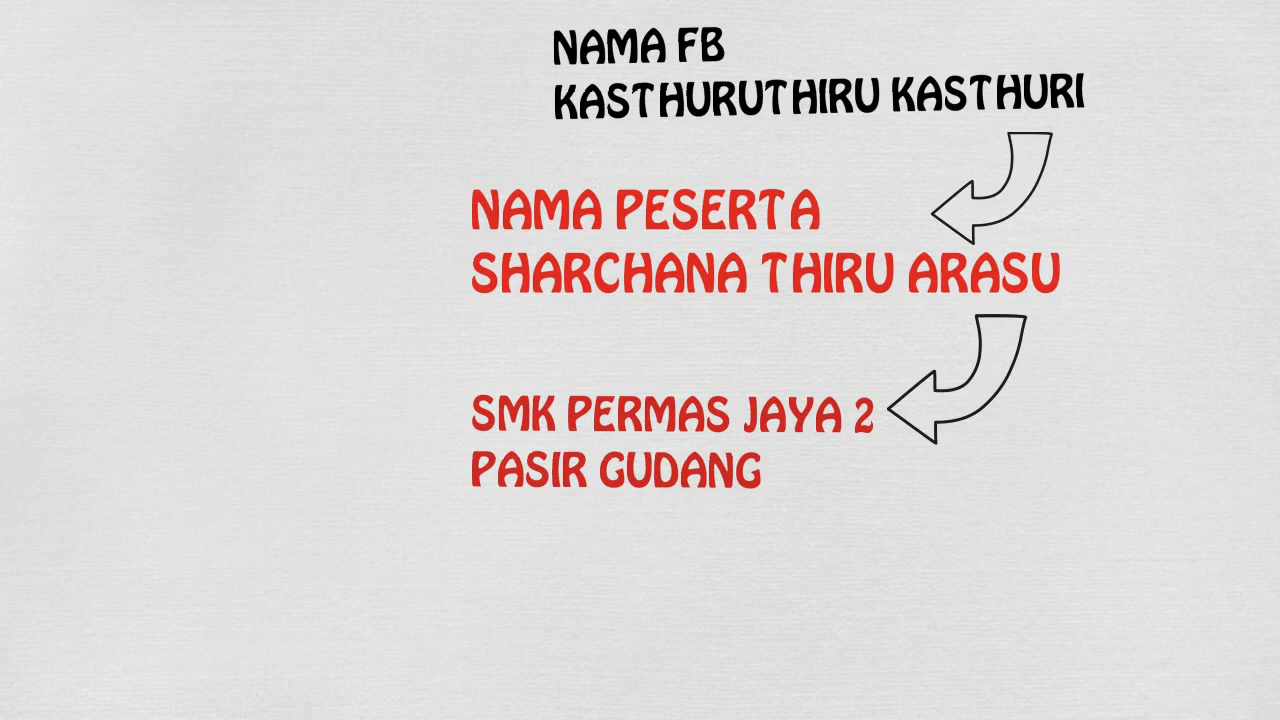 NAMA FB
KASTHURUTHIRU KASTHURI
NAMA PESERTA
SHARCHANA THIRU ARASU
SMK PERMAS JAYA 2
PASIR GUDANG